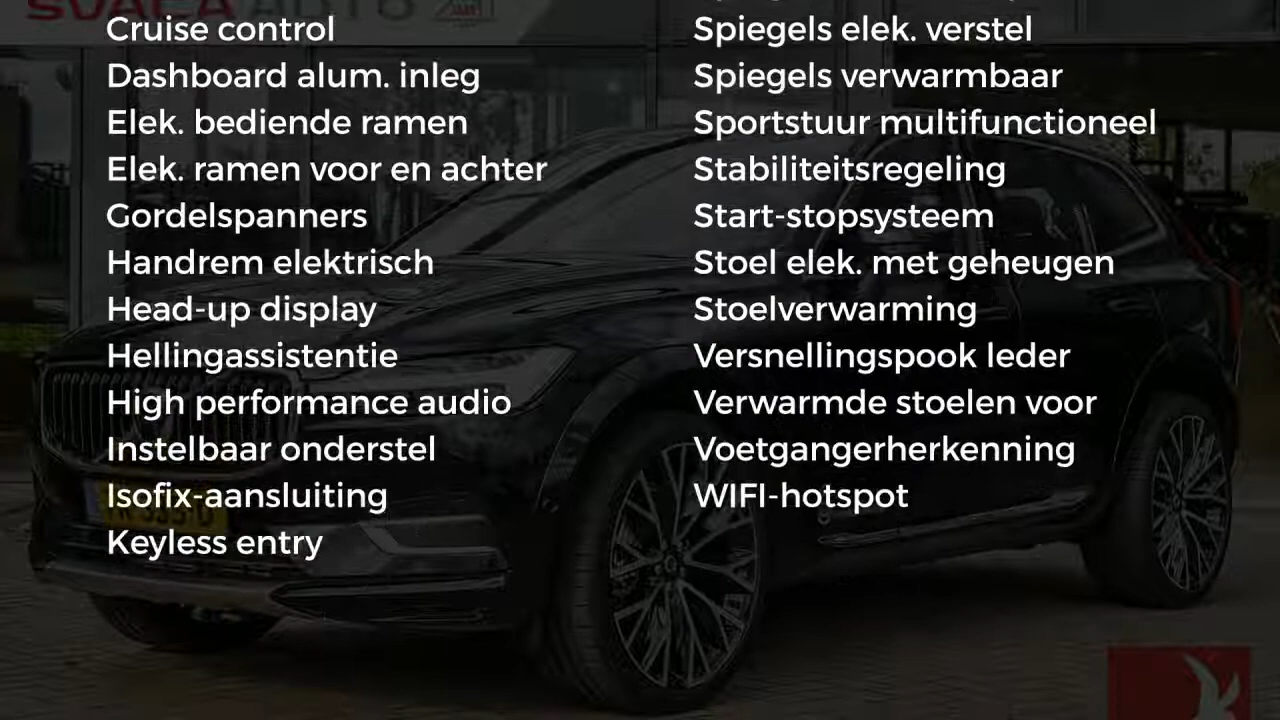 Cruise control
Dashboard alum. inleg
Elek. bediende ramen
Elek. ramen voor en achter
Gordelspanners
Handrem elektrisch
Head-up display
Hellingassistentie
High performance audio
Instelbaar onderstel
Isofix-aansluiting
Keyless entry
Spiegels elek. verstel
Spiegels verwarmbaar
Sportstuur multifunctioneel
Stabiliteitsregeling
Start-stopsysteem
Stoel elek. met geheugen
Stoelverwarming
Versnellingspook leder
Verwarmde stoelen voor
Voetgangerherkenning
WIFI-hotspot